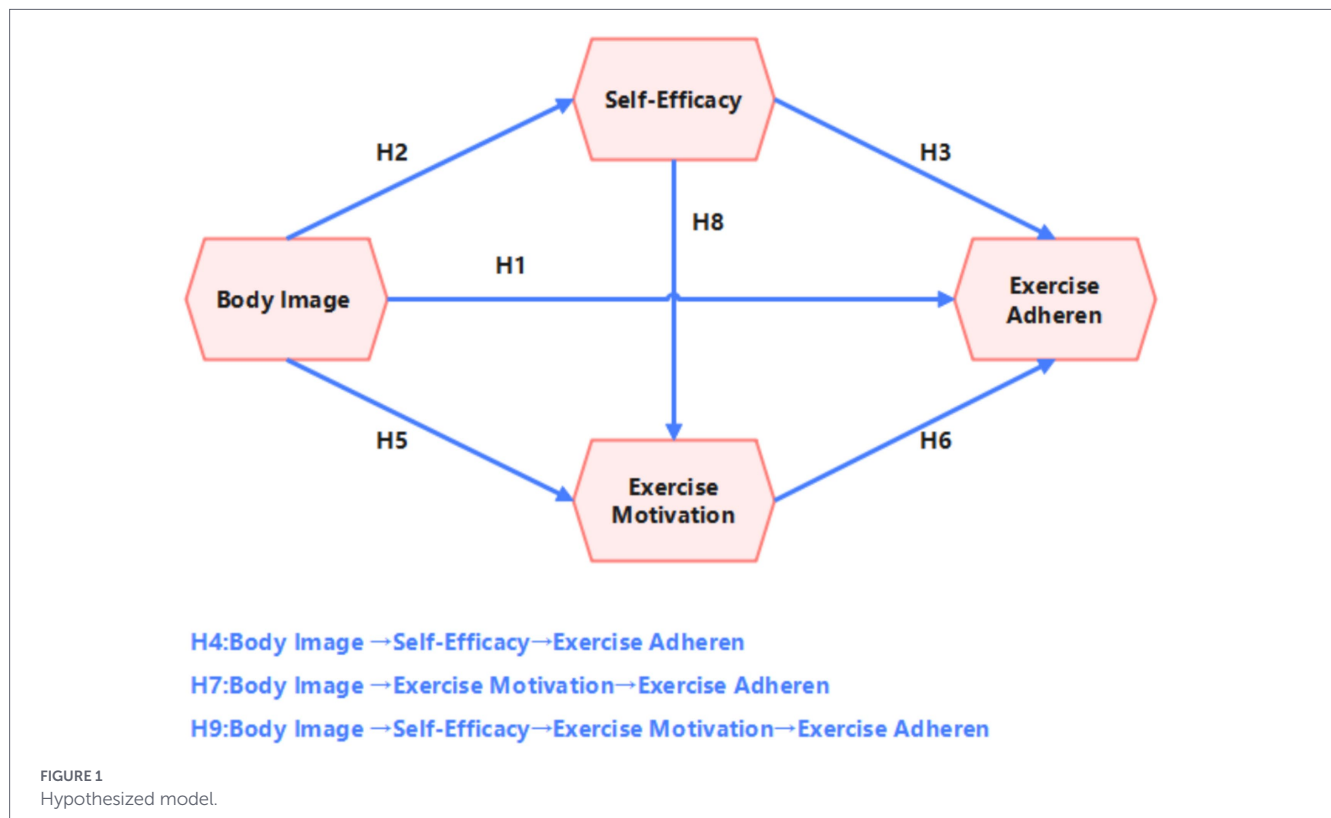 Self-Efficacy
H2
H3
H8
H1
Body Image
Exercise
Adheren
H5
H6
Exercise
Motivation
H4:Body Image →Self-Efficacy→Exercise Adheren
H7:Body Image →Exercise Motivation→Exercise Adheren
H9:Body Image →Self-Efficacy→Exercise Motivation→Exercise Adheren
FIGURE 1
Hypothesized model.